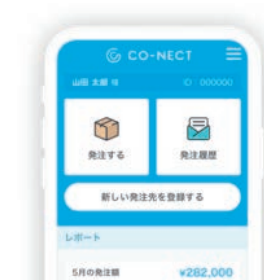 CO-NECT
山田 太郎 様 ID : 000000
発注する 発注履歴
新しい発注先を登録する
レポート
5月の発注額 ¥282,000